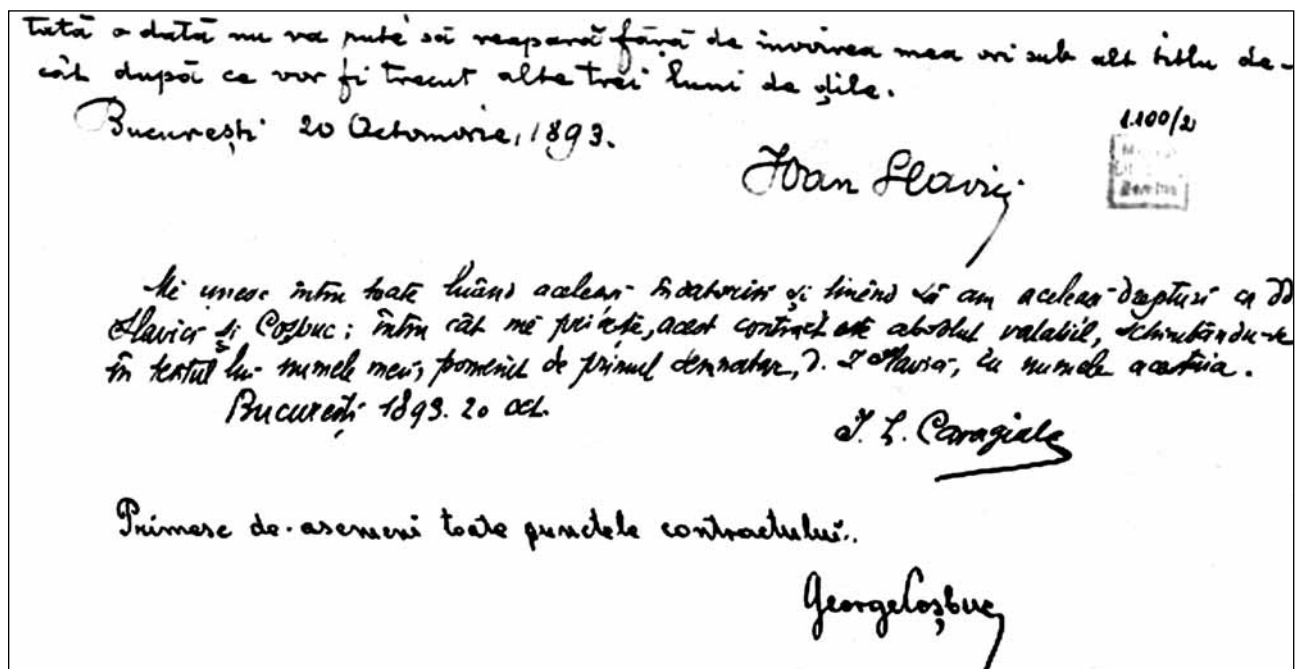 tată o dată nu va pute să reapară fără de învoirea mea ori sub alt titlu de-
cât după ce vor fi trecut alte trei luni de ḑile.
București 20 Octomvrie, 1893.
1.100/2
Ioan Slavici
Mĕ unesc întru toate luând aceleași îndatoriri și ținênd să am aceleași drepturi ca DD
Slavici și Coșbuc; întru cât mĕ privește, acest contract este absolut valabil, schimbându-se
în textul lui numele meu, pomenit de primul semnatar, D. I Slavici, cu numele acestuia.
București 1893. 20 oct.
I. L. Caragiale
Primesc de-asemeni toate punctele contractului.
George Coșbuc